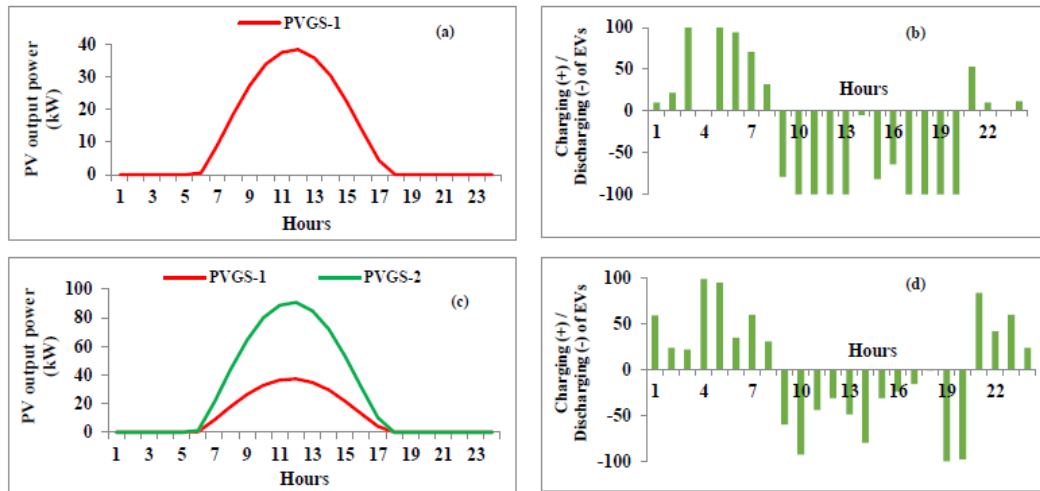 PVGS-1
(a)
PV output power
(kW)
40
30
20
10
0
1 3 5 7 9 11 13 15 17 19 21 23
Hours
(b)
Charging (+) /
Discharging (-) of EVs
100
50
0
-50
-100
Hours
1 4 7 10 13 16 19 22
PVGS-1 PVGS-2
(c)
PV output power
(kW)
100
80
60
40
20
0
1 3 5 7 9 11 13 15 17 19 21 23
Hours
(d)
Charging (+) /
Discharging (-) of EVs
100
50
0
-50
-100
Hours
1 4 7 10 13 16 19 22